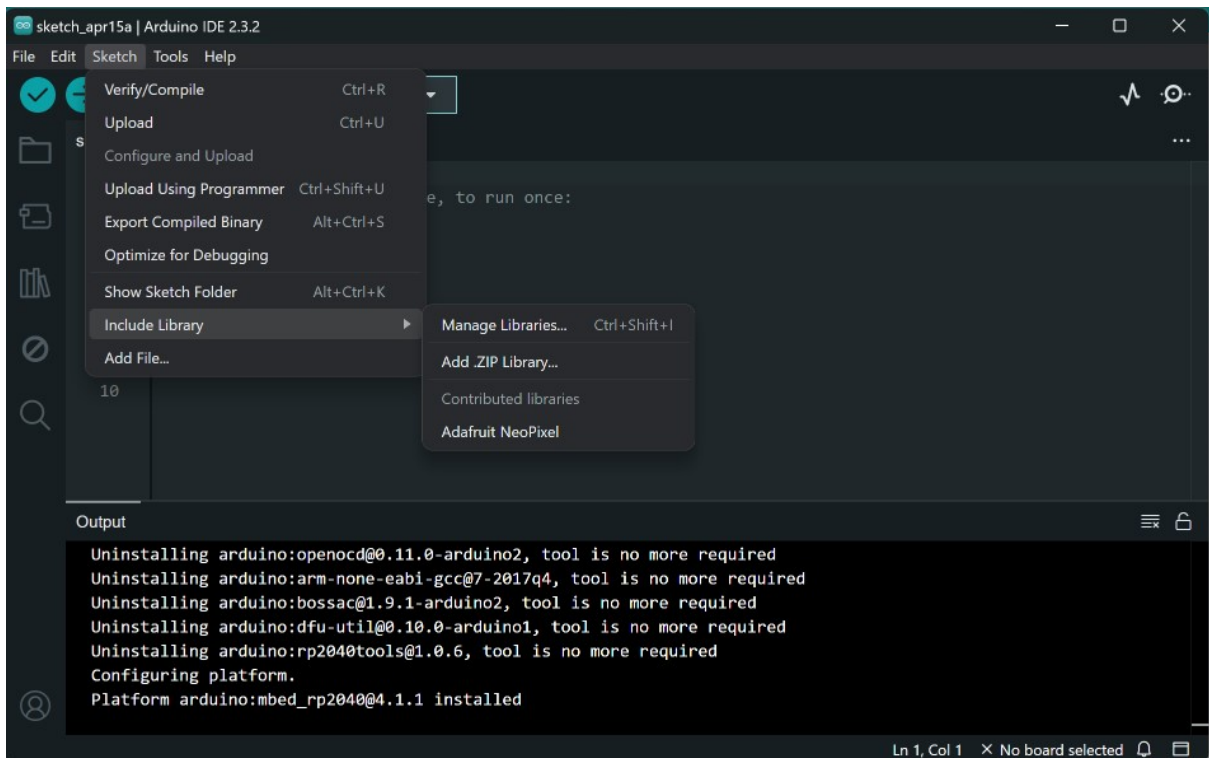 sketch_apr15a | Arduino IDE 2.3.2
File Edit Sketch Tools Help
Verify/Compile Ctrl+R
Upload Ctrl+U
Configure and Upload
Upload Using Programmer Ctrl+Shift+U
e, to run once:
Export Compiled Binary Alt+Ctrl+S
Optimize for Debugging
Show Sketch Folder Alt+Ctrl+K
Include Library
Add File...
Manage Libraries... Ctrl+Shift+I
Add .ZIP Library...
Contributed libraries
Adafruit NeoPixel
10
Output
Uninstalling arduino:openocd@0.11.0-arduino2, tool is no more required
Uninstalling arduino:arm-none-eabi-gcc@7-2017q4, tool is no more required
Uninstalling arduino:bossac@1.9.1-arduino2, tool is no more required
Uninstalling arduino:dfu-util@0.10.0-arduino1, tool is no more required
Uninstalling arduino:rp2040tools@1.0.6, tool is no more required
Configuring platform.
Platform arduino:mbed_rp2040@4.1.1 installed
Ln 1, Col 1 × No board selected